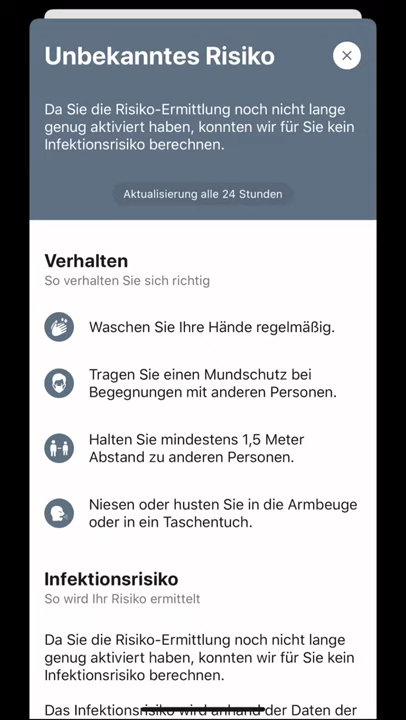 Unbekanntes Risiko
Da Sie die Risiko-Ermittlung noch nicht lange
genug aktiviert haben, konnten wir für Sie kein
Infektionsrisiko berechnen.
Aktualisierung alle 24 Stunden
Verhalten
So verhalten Sie sich richtig
Waschen Sie Ihre Hände regelmäßig.
Tragen Sie einen Mundschutz bei
Begegnungen mit anderen Personen.
Halten Sie mindestens 1,5 Meter
Abstand zu anderen Personen.
Niesen oder husten Sie in die Armbeuge
oder in ein Taschentuch.
Infektionsrisiko
So wird Ihr Risiko ermittelt
Da Sie die Risiko-Ermittlung noch nicht lange
genug aktiviert haben, konnten wir für Sie kein
Infektionsrisiko berechnen.
Das Infektionsrisiko wird anhand der Daten der